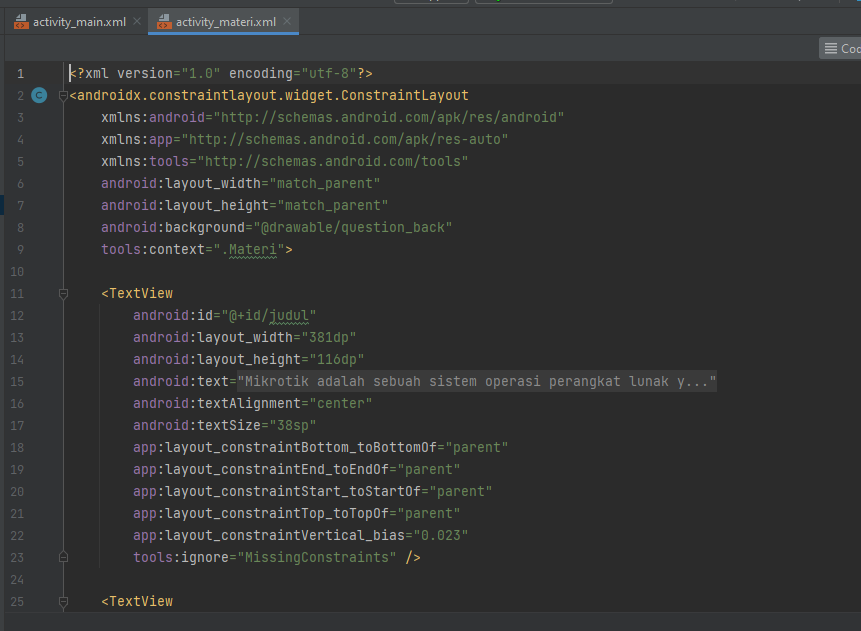 activity_main.xml
activity_materi.xml
1 <?xml version="1.0" encoding="utf-8"?>
2 <androidx.constraintlayout.widget.ConstraintLayout
3 xmlns:android="http://schemas.android.com/apk/res/android"
4 xmlns:app="http://schemas.android.com/apk/res-auto"
5 xmlns:tools="http://schemas.android.com/tools"
6 android:layout_width="match_parent"
7 android:layout_height="match_parent"
8 android:background="@drawable/question_back"
9 tools:context=".Materi">
10
11 <TextView
12 android:id="@+id/judul"
13 android:layout_width="381dp"
14 android:layout_height="116dp"
15 android:text="Mikrotik adalah sebuah sistem operasi perangkat lunak y..."
16 android:textAlignment="center"
17 android:textSize="38sp"
18 app:layout_constraintBottom_toBottomOf="parent"
19 app:layout_constraintEnd_toEndOf="parent"
20 app:layout_constraintStart_toStartOf="parent"
21 app:layout_constraintTop_toTopOf="parent"
22 app:layout_constraintVertical_bias="0.023"
23 tools:ignore="MissingConstraints" />
24
25 <TextView